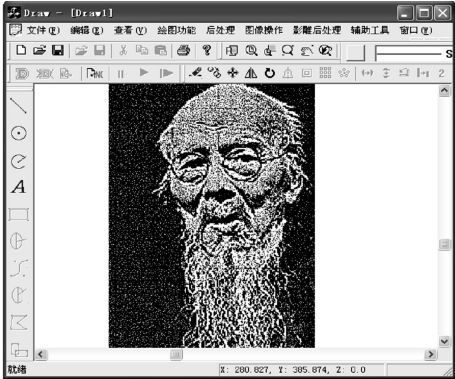 Draw - [Draw1]
文件(F) 编辑(E) 查看(V) 绘图功能 后处理 图像操作 影雕后处理 辅助工具 窗口(W)
S
NC 2
A
就绪 X: 280.827, Y: 385.874, Z: 0.0